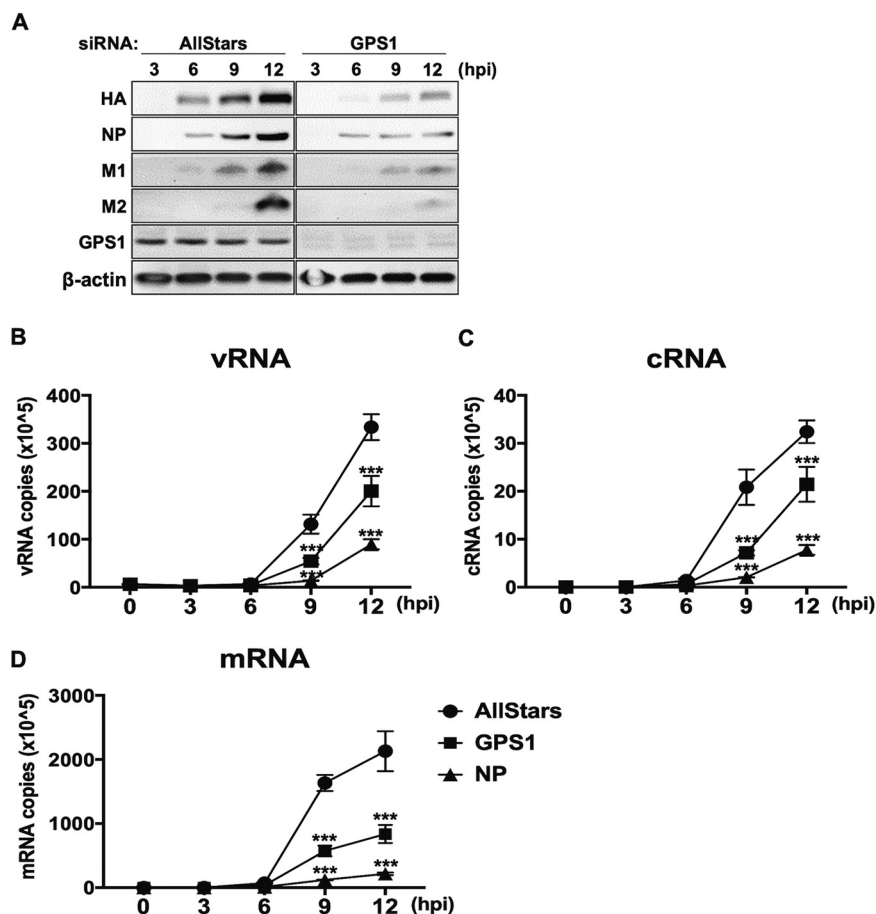 A
siRNA: AllStars GPS1
3 6 9 12 3 6 9 12 (hpi)
HA
NP
M1
M2
GPS1
β-actin
B
vRNA
vRNA copies (x10^5)
400
300
200
100
0
***
***
***
***
0 3 6 9 12 (hpi)
C
cRNA
cRNA copies (x10^5)
40
30
20
10
0
***
***
***
***
0 3 6 9 12 (hpi)
D
mRNA
mRNA copies (x10^5)
3000
2000
1000
0
***
***
***
***
0 3 6 9 12 (hpi)
AllStars
GPS1
NP